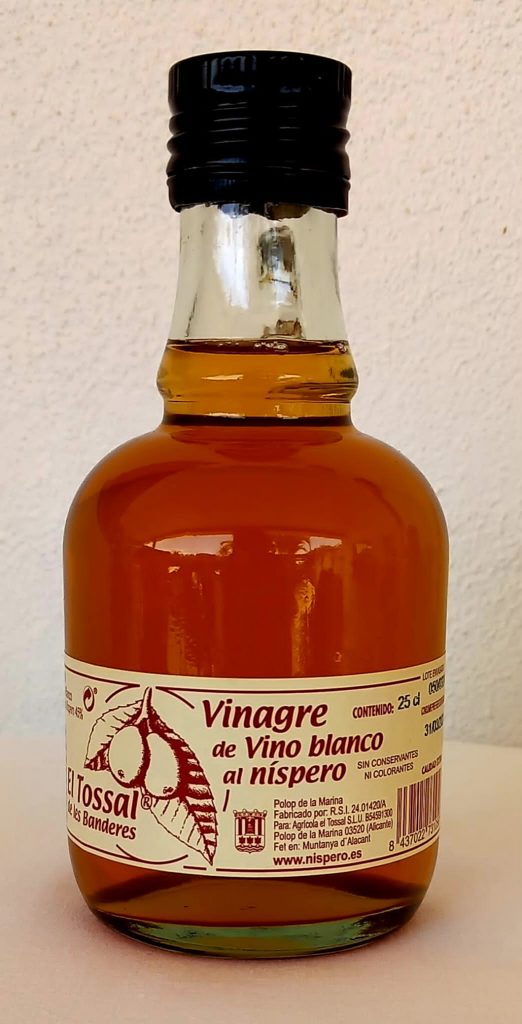 El Tossal®
de les Banderes
Vinagre
de Vino blanco
al níspero
CONTENIDO: 25 cl
SIN CONSERVANTES
NI COLORANTES
Polop de la Marina
Fabricado por: R.S.I. 24.01420/A
Para: Agrícola el Tossal S.L.U. B54591300
Polop de la Marina 03520 (Alicante)
Fet en: Muntanya d'Alacant
www.nispero.es
8 437022